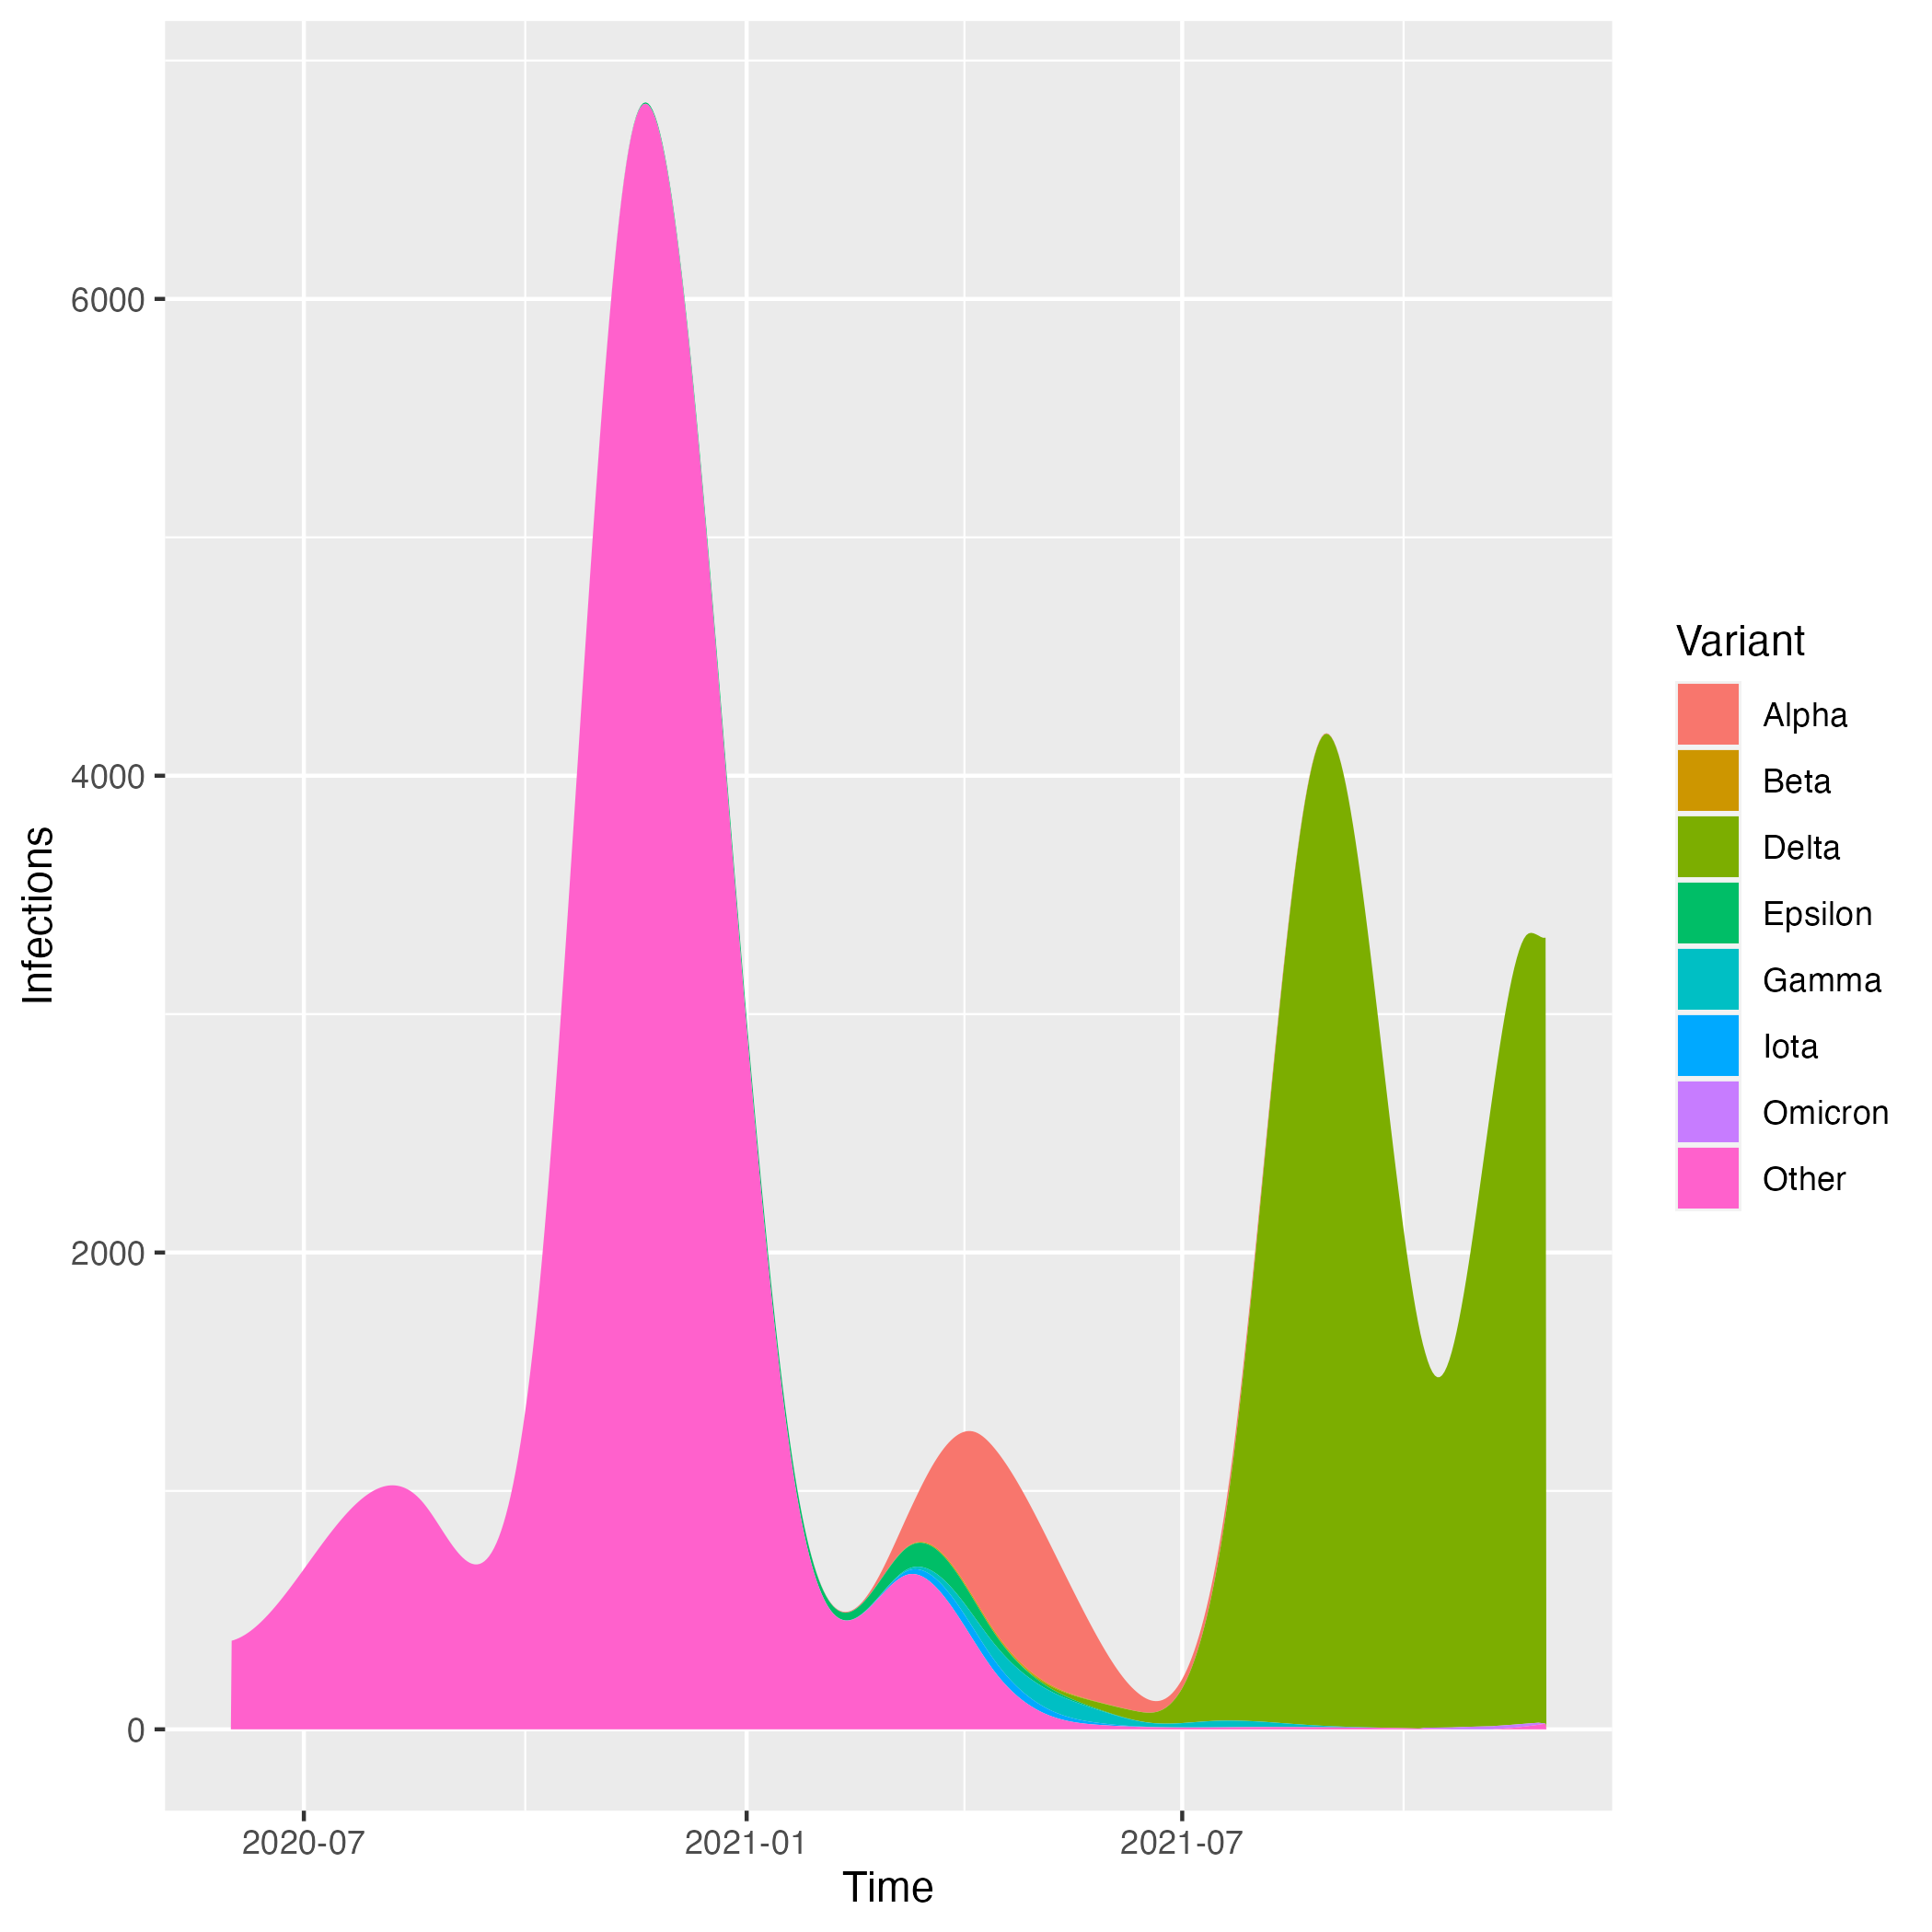 Infections
6000
4000
2000
0
2020-07
2021-01
2021-07
Time
Variant
Alpha
Beta
Delta
Epsilon
Gamma
Iota
Omicron
Other